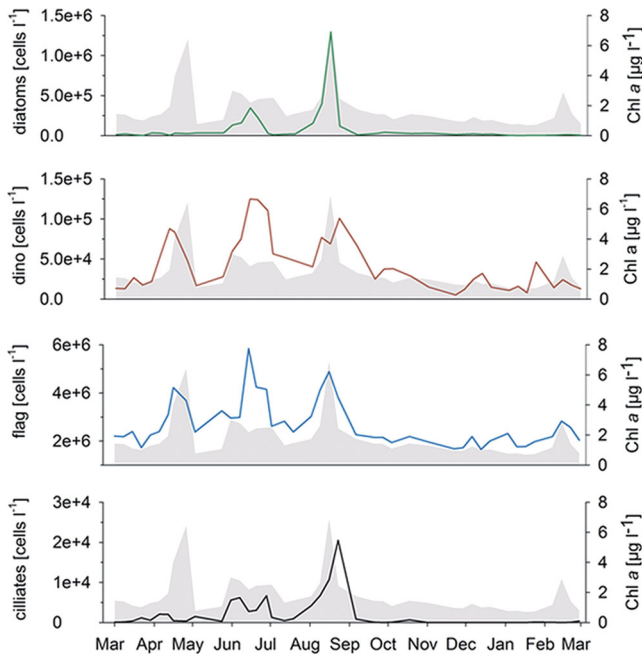 diatoms [cells l⁻¹]
1.5e+6
1.0e+6
5.0e+5
0.0
8
6
4
2
0
Chl a [µg l⁻¹]
dino [cells l⁻¹]
1.5e+5
1.0e+5
5.0e+4
0.0
8
6
4
2
0
Chl a [µg l⁻¹]
flag [cells l⁻¹]
6e+6
4e+6
2e+6
8
6
4
2
0
Chl a [µg l⁻¹]
cilliates [cells l⁻¹]
3e+4
2e+4
1e+4
0
8
6
4
2
0
Chl a [µg l⁻¹]
Mar Apr May Jun Jul Aug Sep Oct Nov Dec Jan Feb Mar